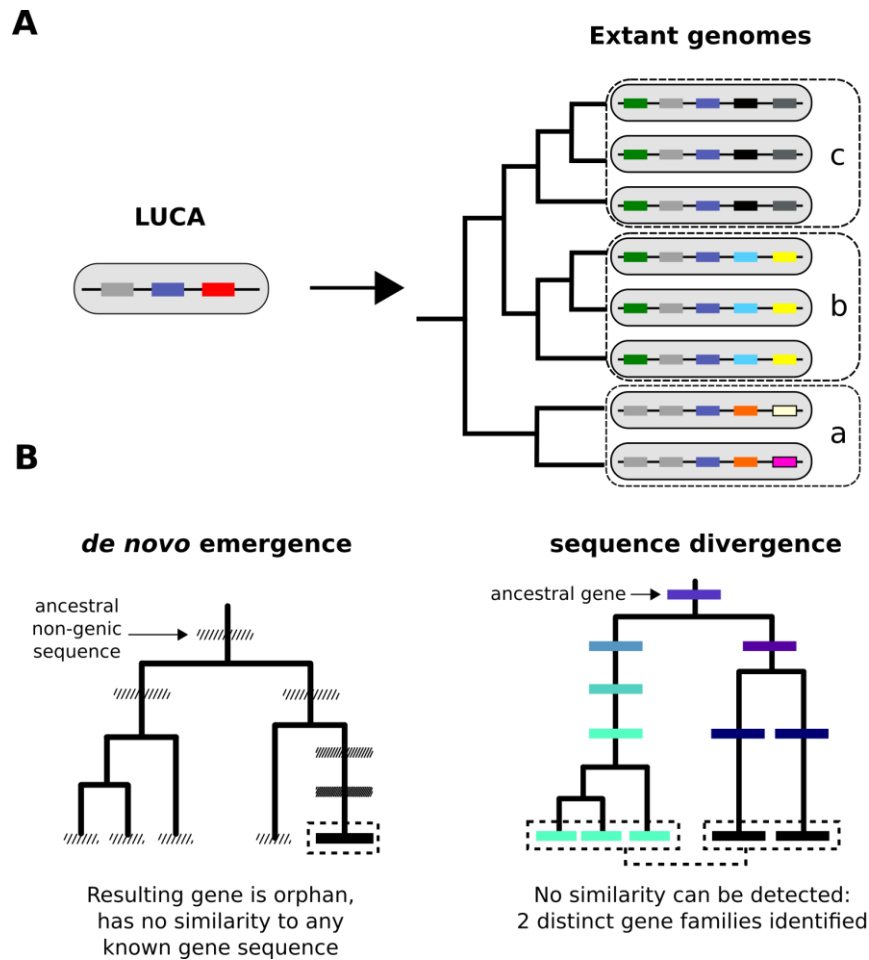 A
Extant genomes
LUCA
c
b
a
B
de novo emergence
ancestral
non-genic
sequence
Resulting gene is orphan,
has no similarity to any
known gene sequence
sequence divergence
ancestral gene
No similarity can be detected:
2 distinct gene families identified